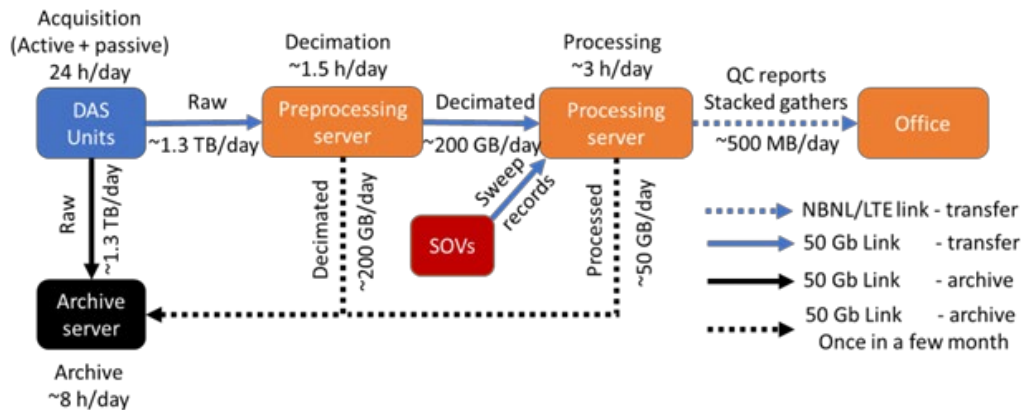 Acquisition
(Active + passive)
24 h/day
DAS
Units
Raw
~1.3 TB/day
Decimation
~1.5 h/day
Preprocessing
server
Decimated
~200 GB/day
Processing
~3 h/day
Processing
server
QC reports
Stacked gathers
~500 MB/day
Office
Raw
~1.3 TB/day
Decimated
~200 GB/day
Sweep
records
SOVs
Processed
~50 GB/day
Archive
server
Archive
~8 h/day
NBNL/LTE link - transfer
50 Gb Link - transfer
50 Gb Link - archive
50 Gb Link - archive
Once in a few month